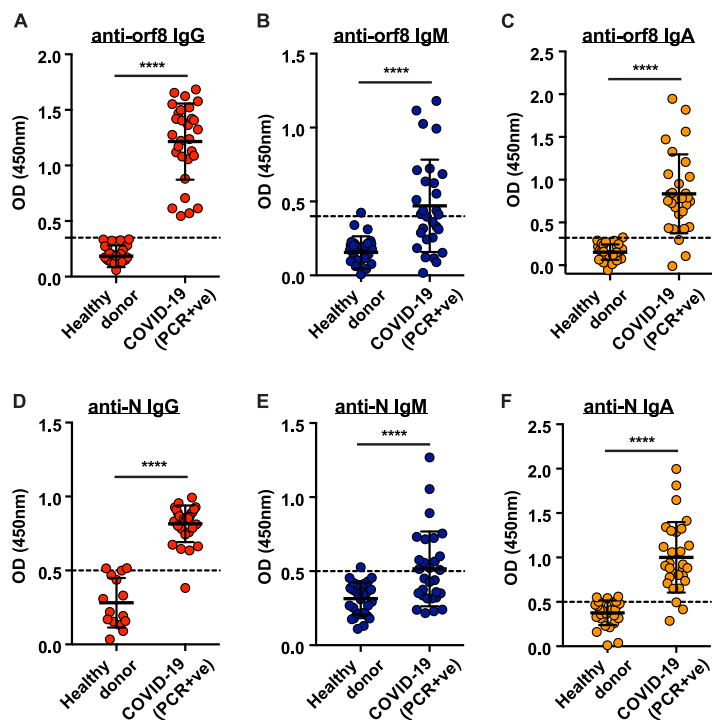 A
anti-orf8 IgG
****
OD (450nm)
2.0
1.5
1.0
0.5
0.0
Healthy
donor
COVID-19
(PCR+ve)
B
anti-orf8 IgM
****
OD (450nm)
1.5
1.0
0.5
0.0
Healthy
donor
COVID-19
(PCR+ve)
C
anti-orf8 IgA
****
OD (450nm)
2.5
2.0
1.5
1.0
0.5
0.0
Healthy
donor
COVID-19
(PCR+ve)
D
anti-N IgG
****
OD (450nm)
1.5
1.0
0.5
0.0
Healthy
donor
COVID-19
(PCR+ve)
E
anti-N IgM
****
OD (450nm)
1.5
1.0
0.5
0.0
Healthy
donor
COVID-19
(PCR+ve)
F
anti-N IgA
****
OD (450nm)
2.5
2.0
1.5
1.0
0.5
0.0
Healthy
donor
COVID-19
(PCR+ve)